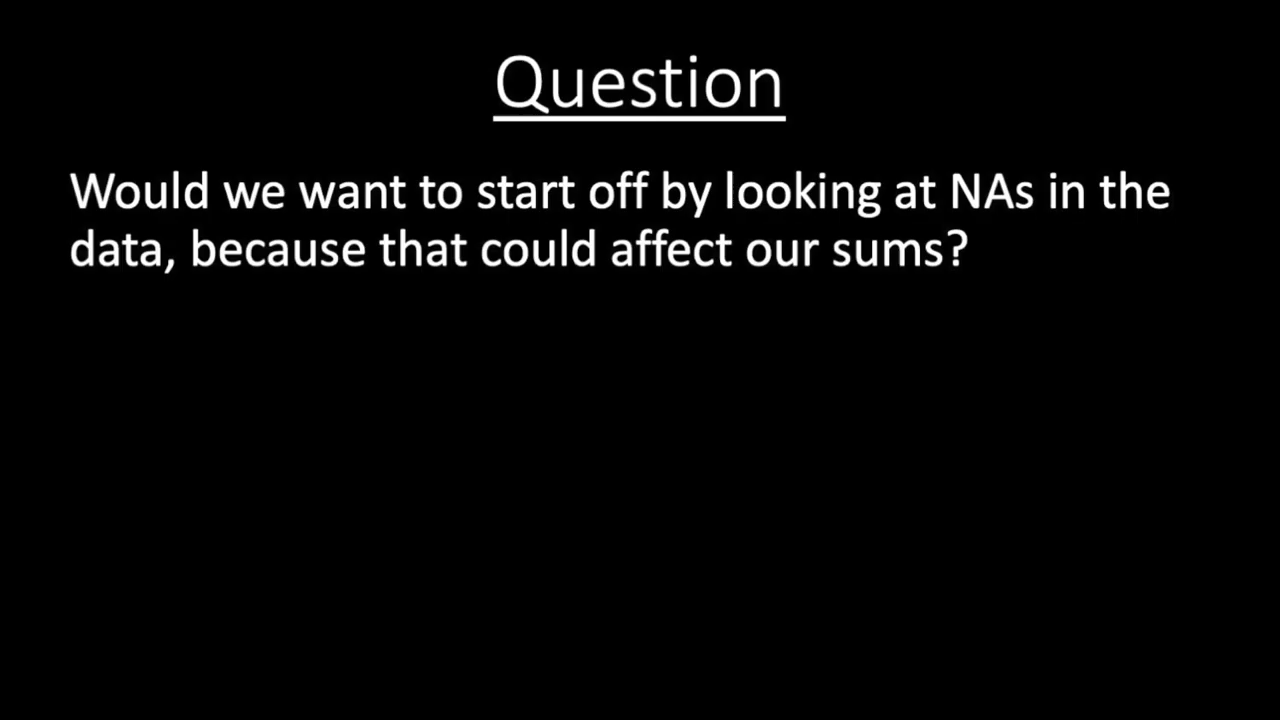 Question
Would we want to start off by looking at NAs in the
data, because that could affect our sums?